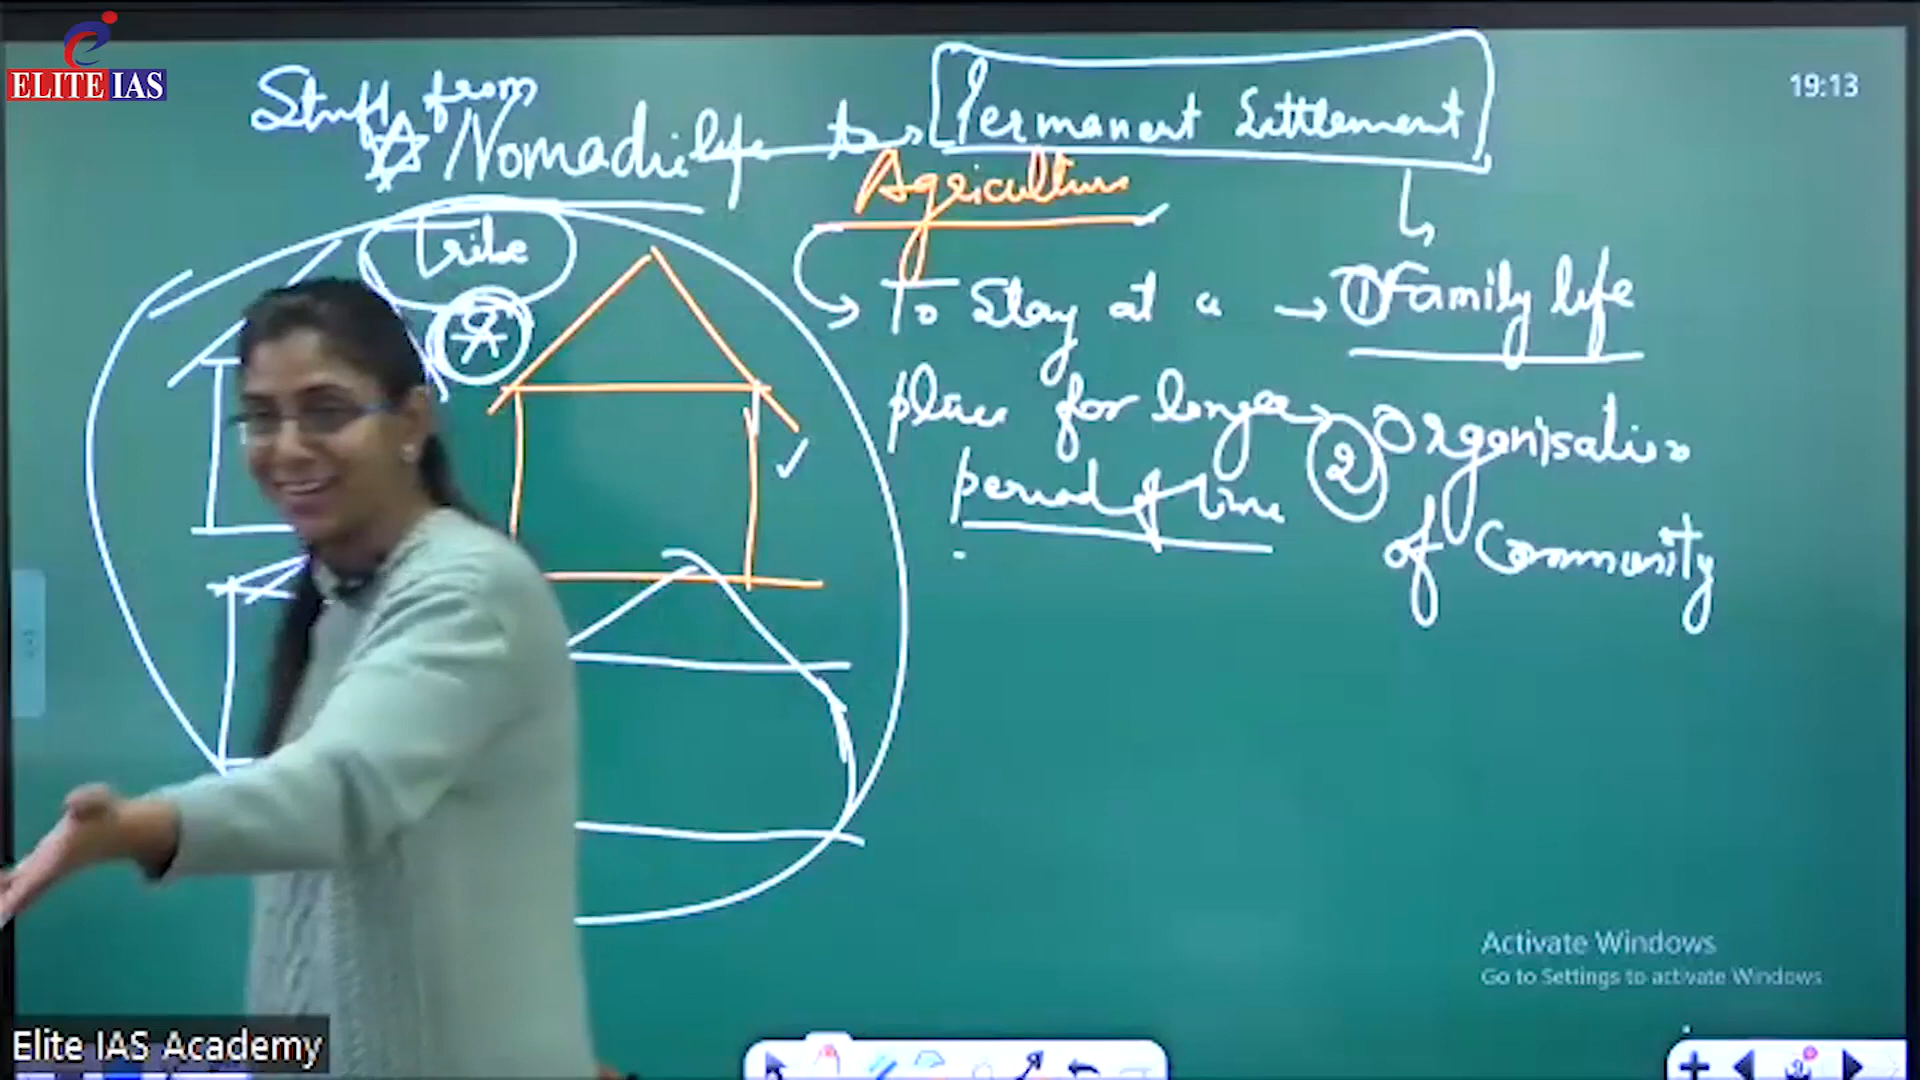 ELITE IAS
19:13
Stuff from
Nomadic life to Permanent Settlement
Agriculture
Tribe
To Stay at a → ① Family life
place for longer
period of time
② Organisation
of Community
Activate Windows
Go to Settings to activate Windows
Elite IAS Academy